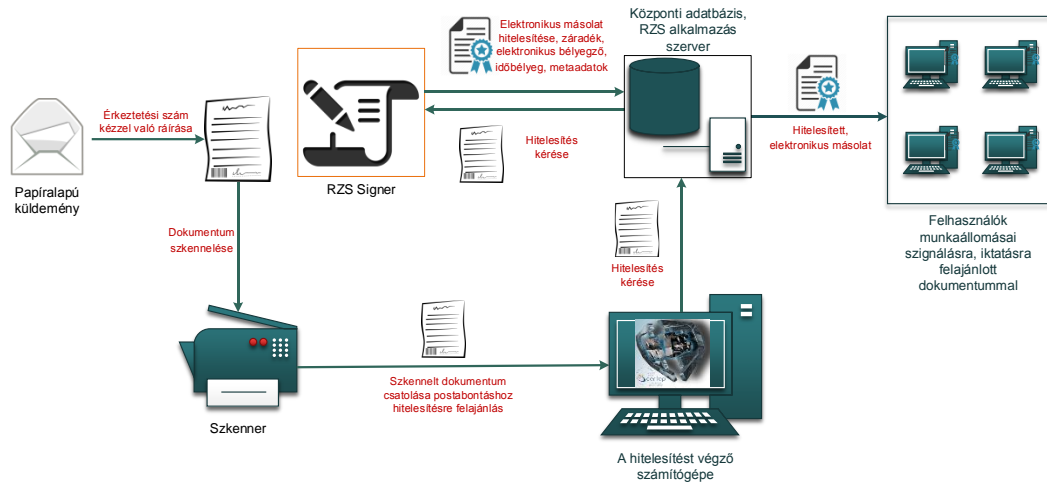 Elektronikus másolat
hitelesítése, záradék,
elektronikus bélyegző,
időbélyeg, metaadatok
Központi adatbázis,
RZS alkalmazás
szerver
Érkeztetési szám
kézzel való ráírása
Hitelesítés
kérése
Hitelesített,
elektronikus másolat
RZS Signer
Papíralapú
küldemény
Dokumentum
szkennelése
Felhasználók
munkaállomásai
szignálásra, iktatásra
felajánlott
dokumentummal
Hitelesítés
kérése
Szkennelt dokumentum
csatolása postabontáshoz
hitelesítésre felajánlás
Szkenner
A hitelesítést végző
számítógépe